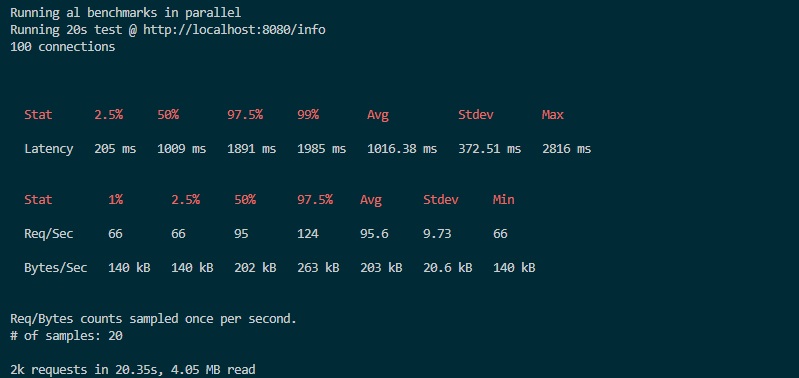 Running al benchmarks in parallel
Running 20s test @ http://localhost:8080/info
100 connections
Stat 2.5% 50% 97.5% 99% Avg Stdev Max
Latency 205 ms 1009 ms 1891 ms 1985 ms 1016.38 ms 372.51 ms 2816 ms
Stat 1% 2.5% 50% 97.5% Avg Stdev Min
Req/Sec 66 66 95 124 95.6 9.73 66
Bytes/Sec 140 kB 140 kB 202 kB 263 kB 203 kB 20.6 kB 140 kB
Req/Bytes counts sampled once per second.
# of samples: 20
2k requests in 20.35s, 4.05 MB read